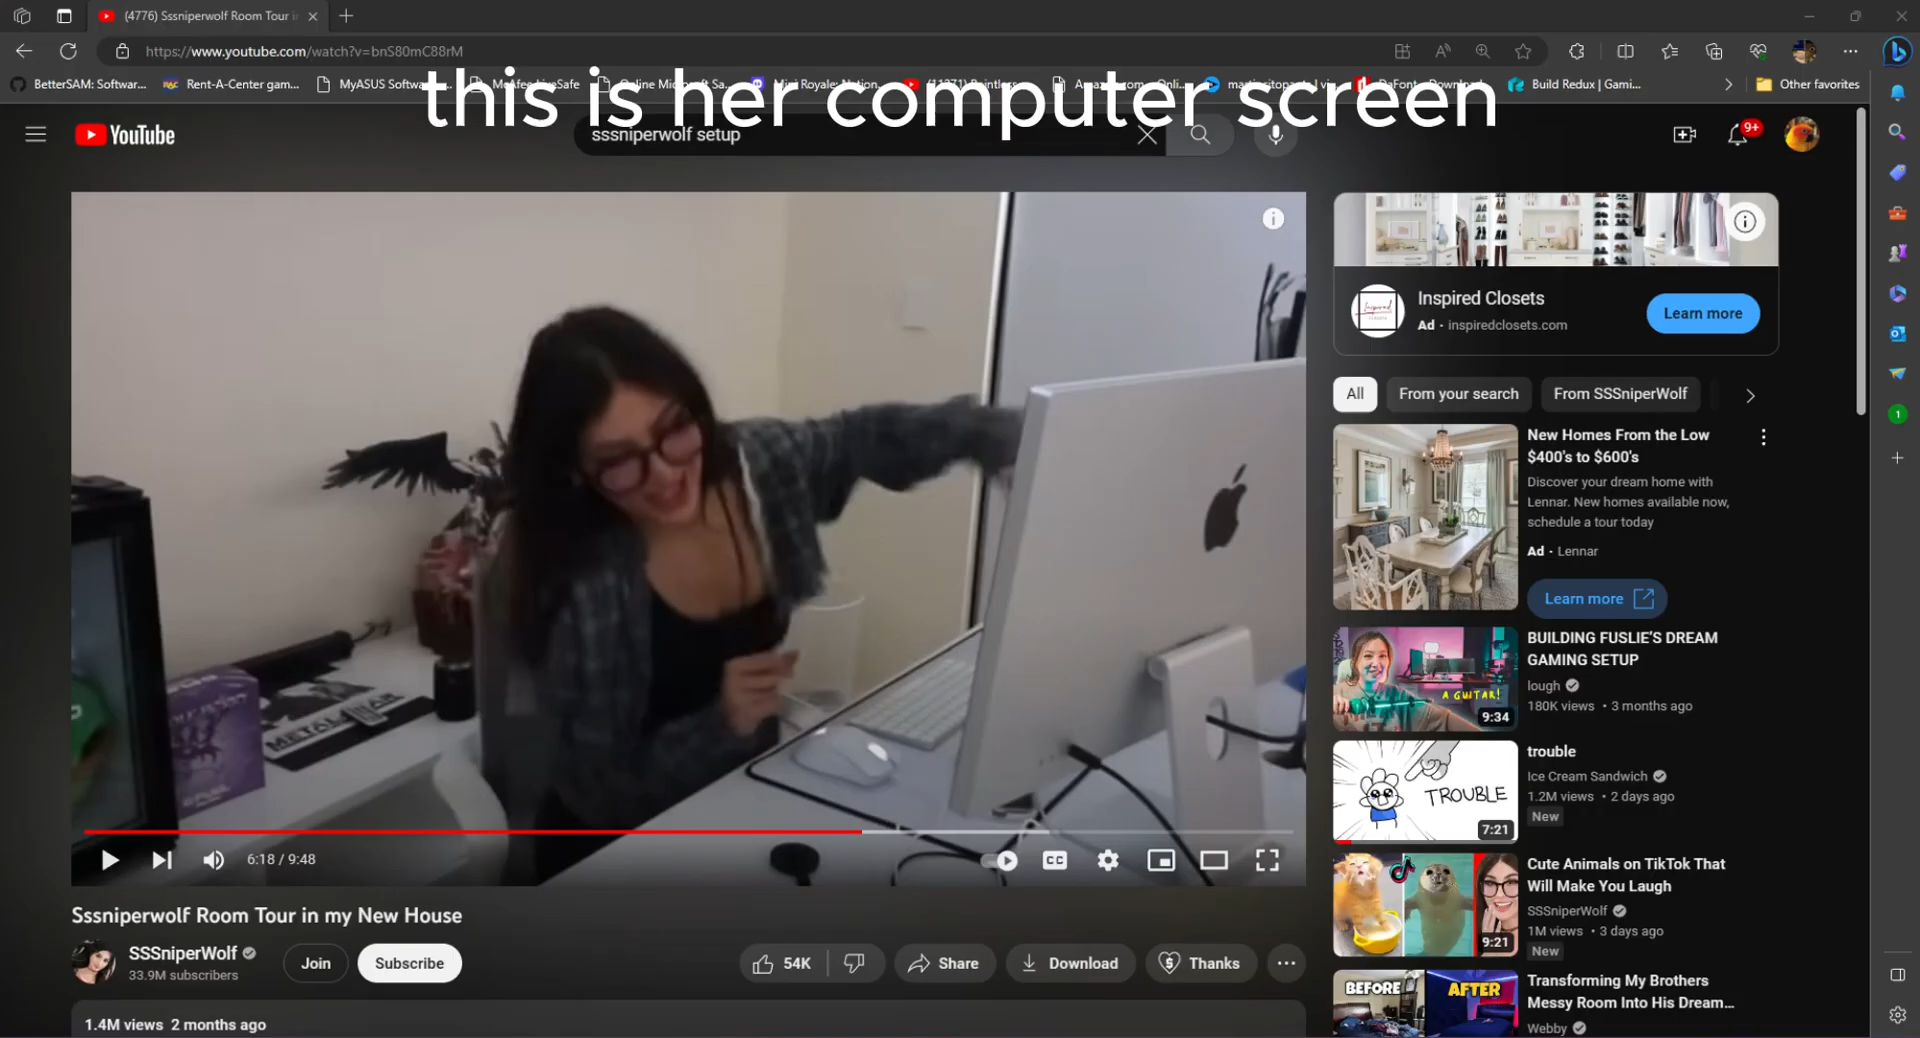 (4776) Sssniperwolf Room Tour i
https://www.youtube.com/watch?v=bnS80mC88rM
BetterSAM: Softwar...
Rent-A-Center gam...
MyASUS Softwa
Build Redux | Gami...
Other favorites
this is her computer screen
YouTube
sssniperwolf setup
9+
1
Inspired Closets
Ad · inspiredclosets.com
Learn more
All
From your search
From SSSniperWolf
New Homes From the Low
$400's to $600's
Discover your dream home with
Lennar. New homes available now,
schedule a tour today
Ad · Lennar
Learn more
BUILDING FUSLIE'S DREAM
GAMING SETUP
lough
180K views · 3 months ago
A GUITAR!
9:34
trouble
Ice Cream Sandwich
1.2M views · 2 days ago
New
TROUBLE
7:21
Cute Animals on TikTok That
Will Make You Laugh
SSSniperWolf
1M views · 3 days ago
New
9:21
Transforming My Brothers
Messy Room Into His Dream...
Webby
BEFORE
AFTER
6:18 / 9:48
CC
Sssniperwolf Room Tour in my New House
SSSniperWolf
33.9M subscribers
Join
Subscribe
54K
Share
Download
Thanks
1.4M views 2 months ago